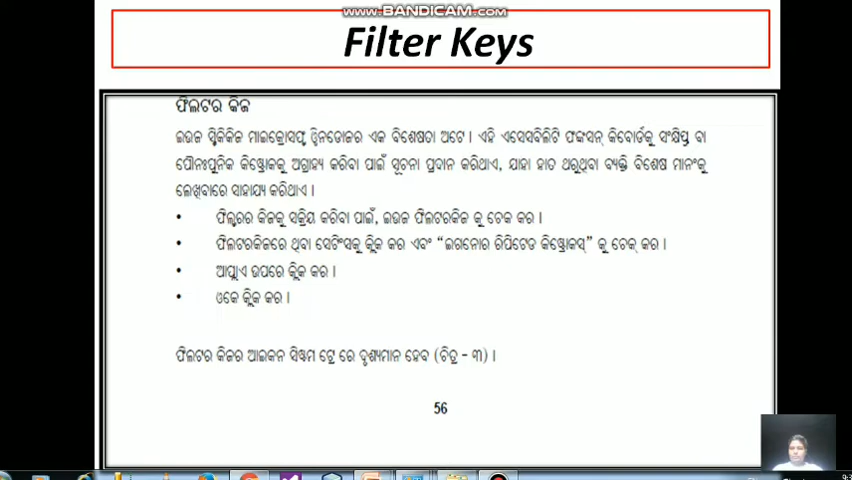 www.BANDICAM.com
Filter Keys
ଫିଲଟର କିଜ
ଇଉଜ ସ୍ଟିକିକିଜ ମାଇକ୍ରୋସଫ୍ଟ ୱିନଡୋଜର ଏକ ବିଶେଷତା ଅଟେ । ଏହି ଏସେସବିଲିଟି ଫଙ୍କସନ୍ କିବୋର୍ଡକୁ ସଂକ୍ଷିପ୍ତ ବା
ପୌନଃପୁନିକ କିଷ୍ଟ୍ରୋକକୁ ଅଗ୍ରାହ୍ୟ କରିବା ପାଇଁ ସୂଚନା ପ୍ରଦାନ କରିଥାଏ, ଯାହା ହାତ ଥରୁଥିବା ବ୍ୟକ୍ତି ବିଶେଷ ମାନଂକୁ
ଲେଖିବାରେ ସାହାଯ୍ୟ କରିଥାଏ ।
• ଫିଲ୍ଟରର କିଜକୁ ସକ୍ରିୟ କରିବା ପାଇଁ, ଇଉଜ ଫିଲଟରକିଜ କୁ ଚେକ କର ।
• ଫିଲଟରକିଜରେ ଥିବା ସେଟିଂସକୁ କ୍ଲିକ କର ଏବଂ “ଇଗନୋର ରିପିଟେଡ କିଷ୍ଟ୍ରୋକସ୍” କୁ ଚେକ୍ କର ।
• ଆପ୍ଲାଏ ଉପରେ କ୍ଲିକ କର ।
• ଓକେ କ୍ଲିକ କର ।
ଫିଲଟର କିଜର ଆଇକନ ସିଷ୍ଟମ ଟ୍ରେ ରେ ଦୃଶ୍ୟମାନ ହେବ (ଚିତ୍ର - ୩) ।
56